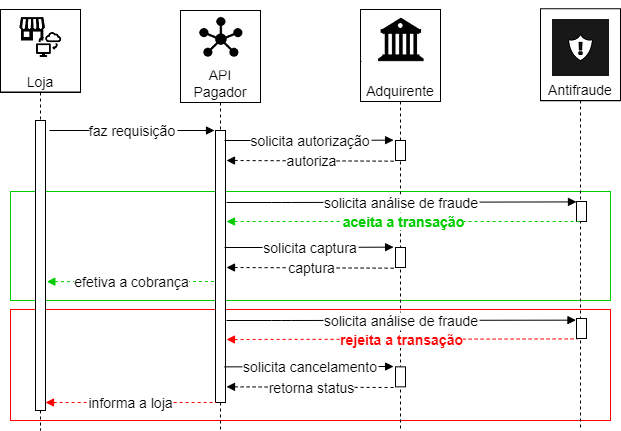 Loja
API
Pagador
Adquirente
Antifraude
faz requisição
solicita autorização
autoriza
solicita análise de fraude
aceita a transação
solicita captura
captura
efetiva a cobrança
solicita análise de fraude
rejeita a transação
solicita cancelamento
retorna status
informa a loja